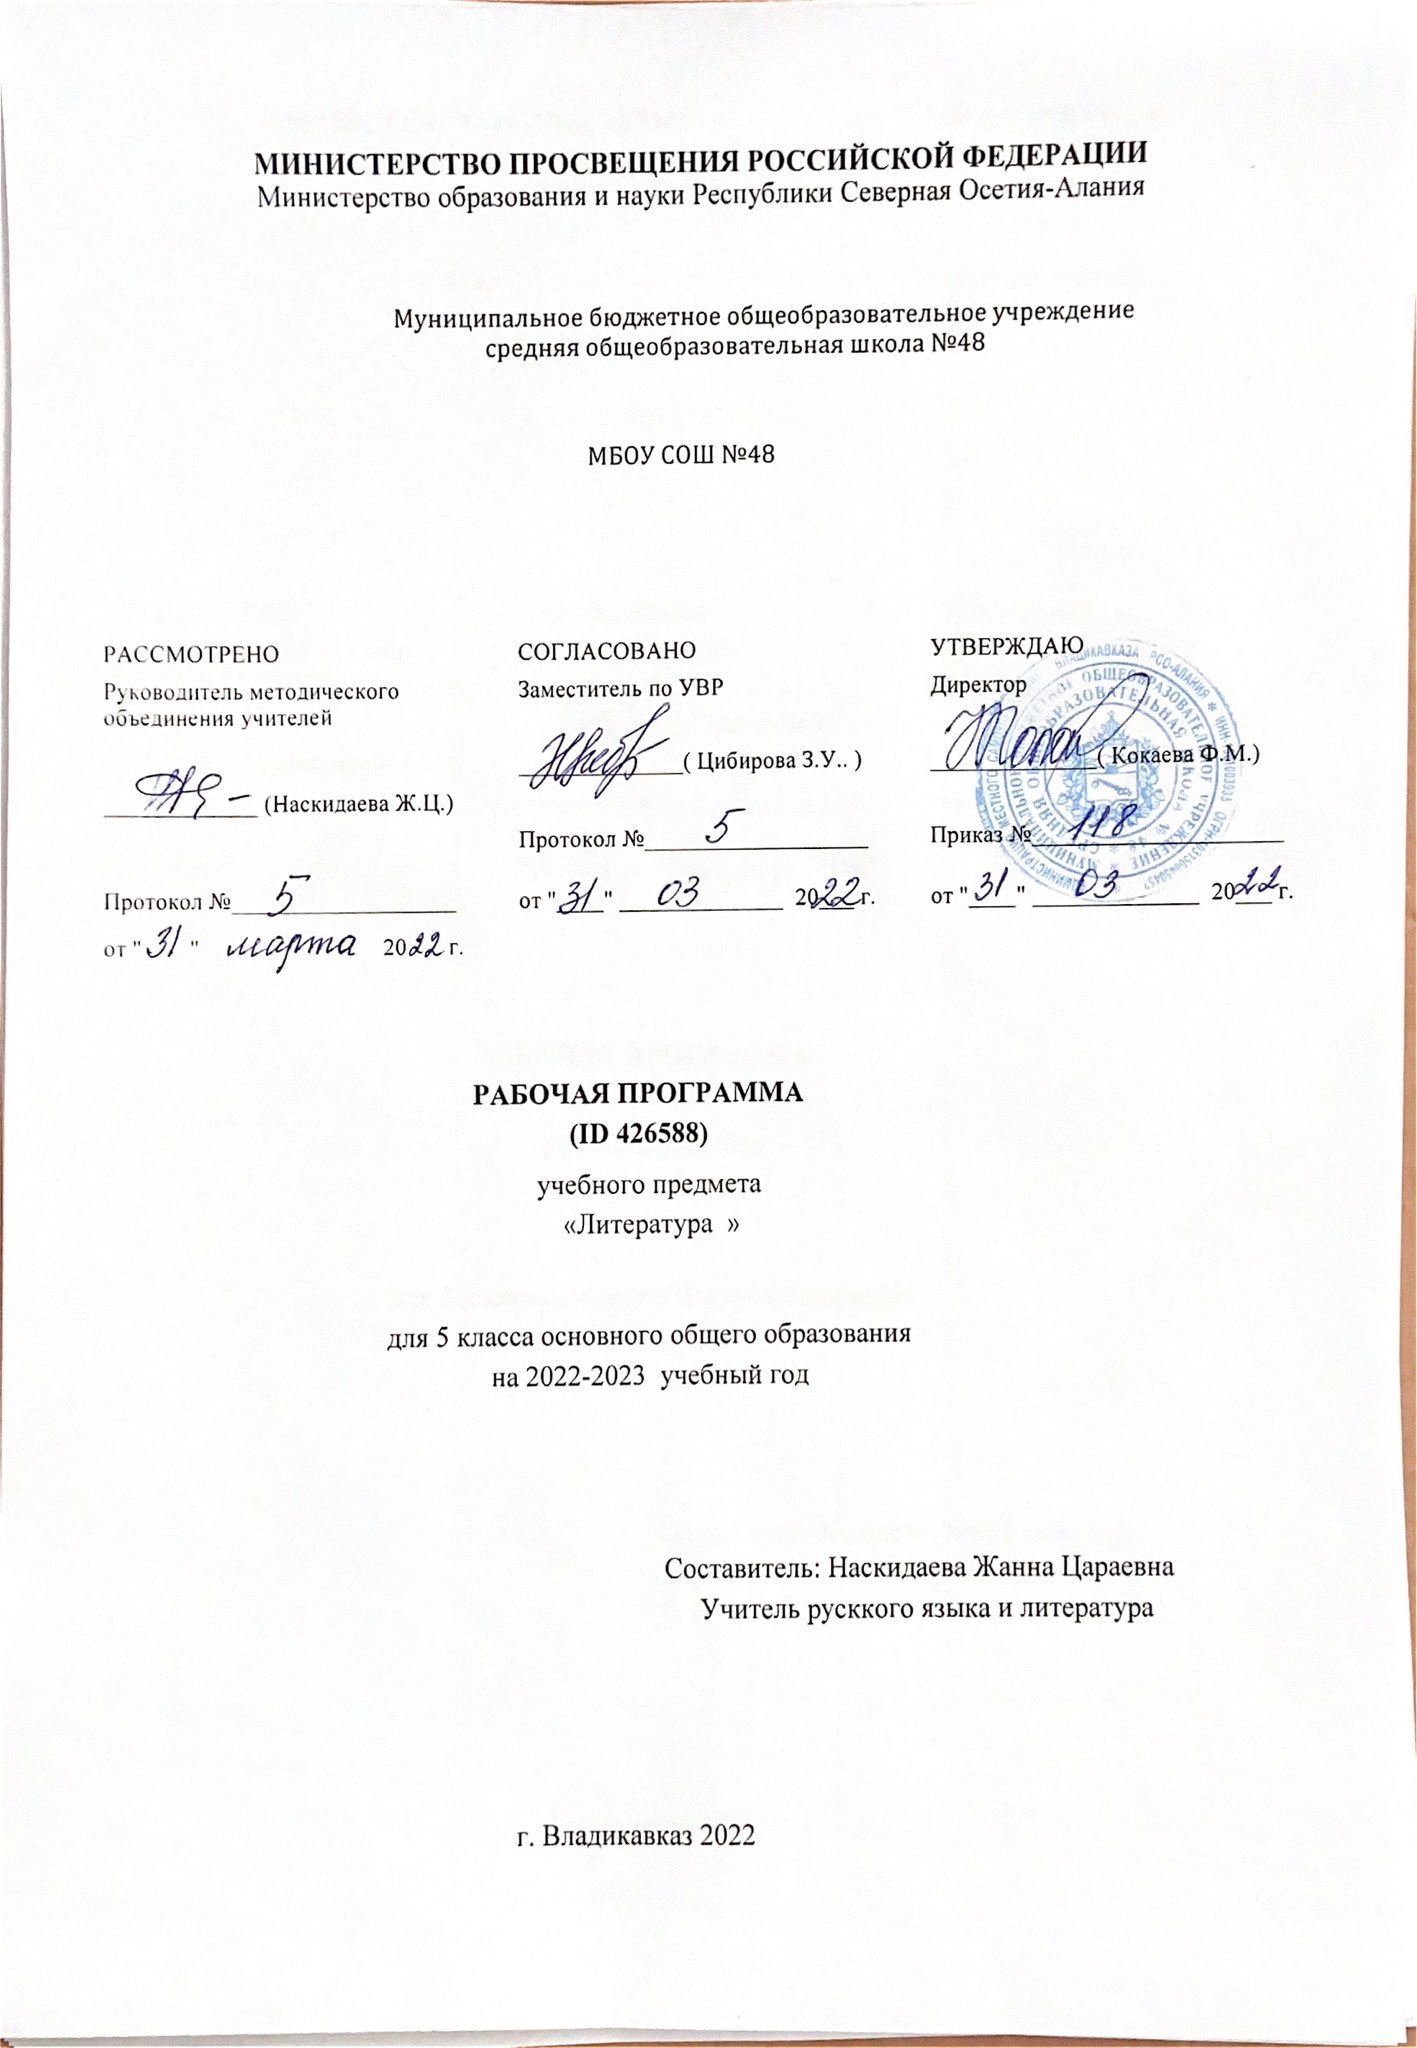 МИНИСТЕРСТВО ПРОСВЕЩЕНИЯ РОССИЙСКОЙ ФЕДЕРАЦИИ
Министерство образования и науки Республики Северная Осетия-Алания
Муниципальное бюджетное общеобразовательное учреждение
средняя общеобразовательная школа №48
МБОУ СОШ №48
РАССМОТРЕНО
Руководитель методического
объединения учителей
(Наскидаева Ж.Ц.)
Протокол № 5
от "31" марта 2022 г.
СОГЛАСОВАНО
Заместитель по УВР
( Цибирова З.У.. )
Протокол № 5
от "31" 03 2022г.
УТВЕРЖДАЮ
Директор
( Кокаева Ф.М.)
Приказ № 118
от "31" 03 2022г.
РАБОЧАЯ ПРОГРАММА
(ID 426588)
учебного предмета
«Литература »
для 5 класса основного общего образования
на 2022-2023 учебный год
Составитель: Наскидаева Жанна Цараевна
Учитель русккого языка и литература
г. Владикавказ 2022